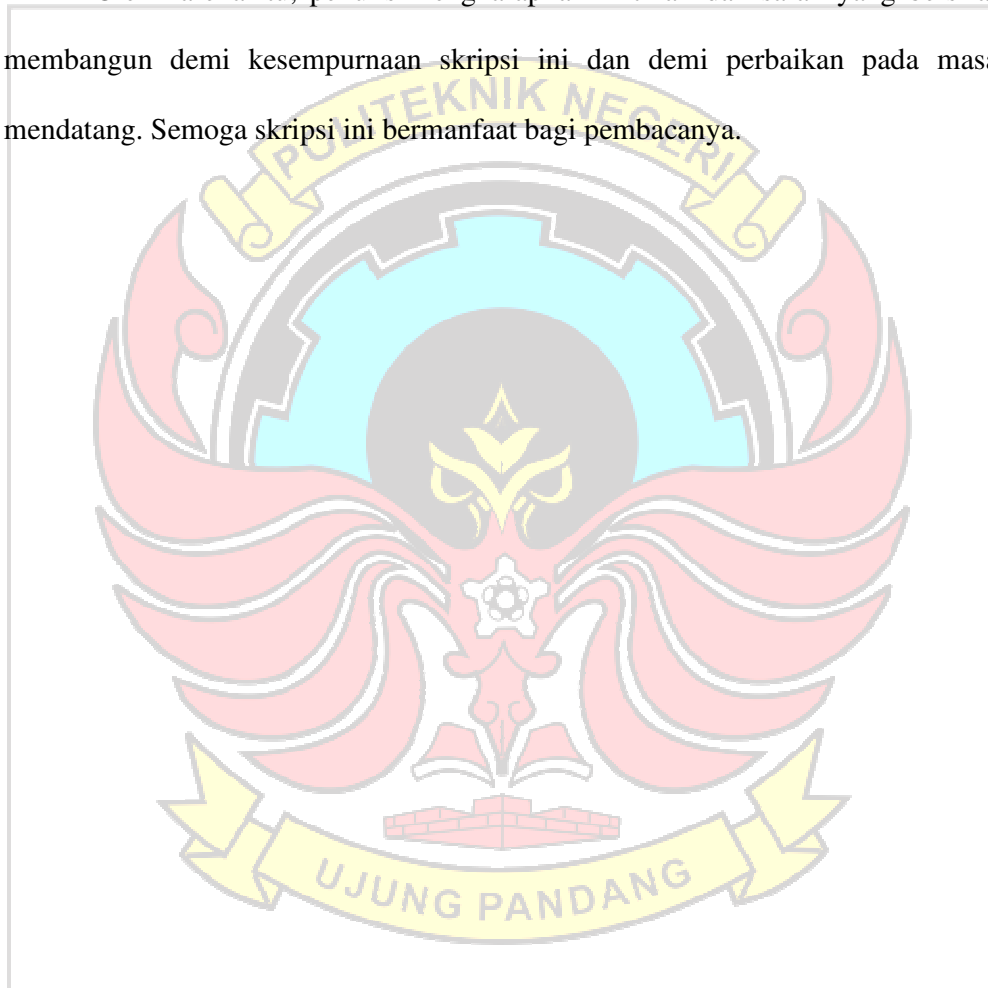 membangun demi kesempurnaan skripsi ini dan demi perbaikan pada masa
mendatang. Semoga skripsi ini bermanfaat bagi pembacanya.
POLITEKNIK NEGERI
UJUNG PANDANG